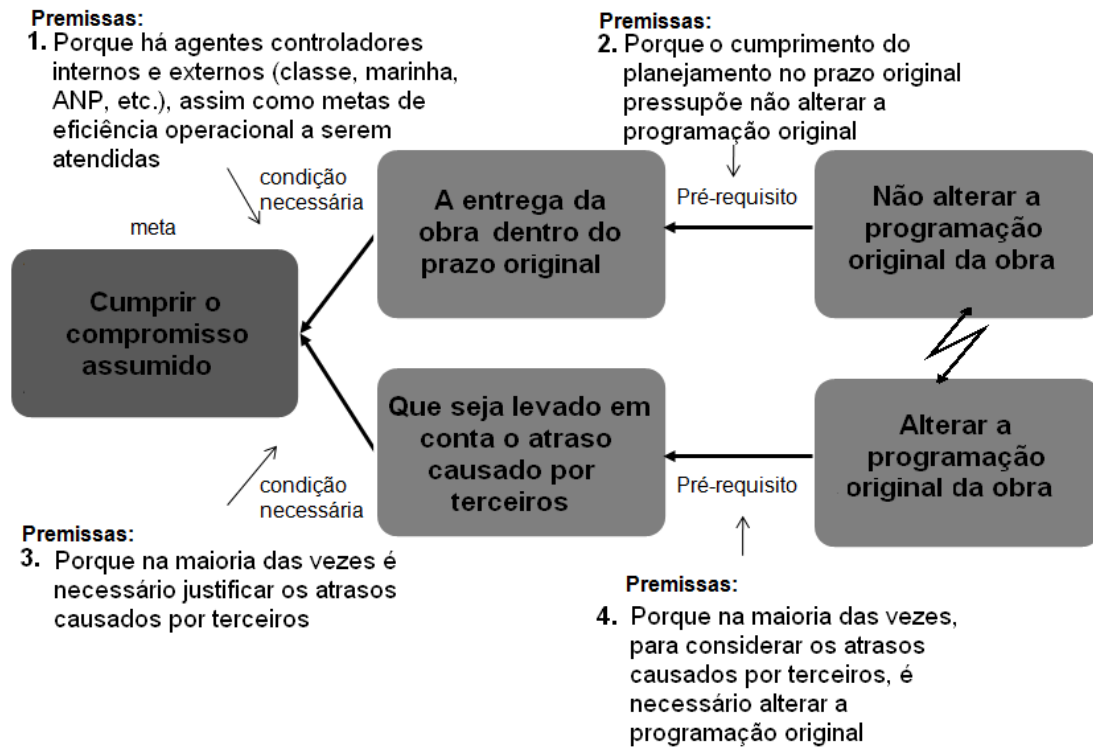 Premissas:
1. Porque há agentes controladores
internos e externos (classe, marinha,
ANP, etc.), assim como metas de
eficiência operacional a serem
atendidas
Premissas:
2. Porque o cumprimento do
planejamento no prazo original
pressupõe não alterar a
programação original
condição
necessária
meta
A entrega da
obra dentro do
prazo original
Pré-requisito
Não alterar a
programação
original da obra
Cumprir o
compromisso
assumido
Que seja levado em
conta o atraso
causado por
terceiros
Pré-requisito
Alterar a
programação
original da obra
condição
necessária
Premissas:
3. Porque na maioria das vezes é
necessário justificar os atrasos
causados por terceiros
Premissas:
4. Porque na maioria das vezes,
para considerar os atrasos
causados por terceiros, é
necessário alterar a
programação original